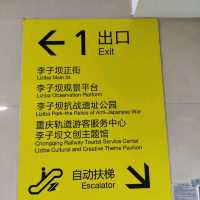 1 出口
Exit
李子坝正街
Liziba Main St.
李子坝观景平台
Liziba Observation Platform
李子坝抗战遗址公园
Liziba Park-the Relics of Anti-Japanese War
重庆轨道游客服务中心
李子坝文创主题馆
Chongqing Railway Tourist Service Center
Liziba Cultural and Creative Theme Pavilion
自动扶梯
Escalator